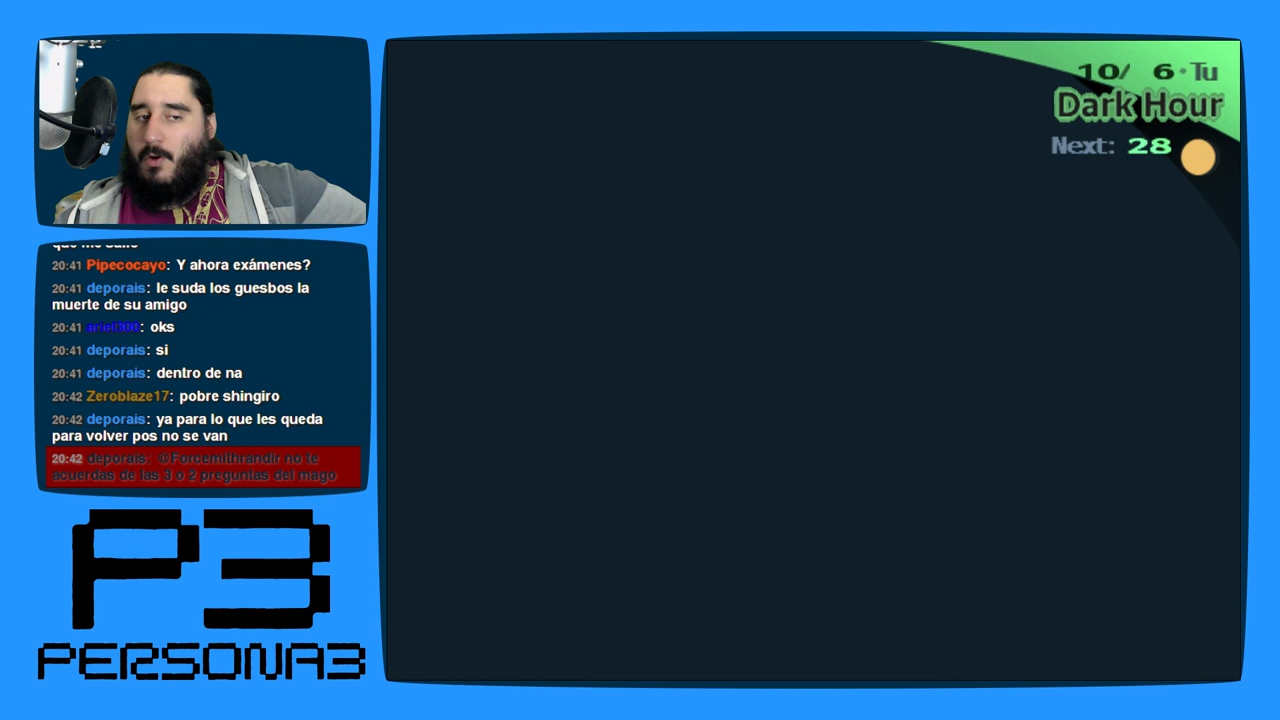 10/ 6·Tu
Dark Hour
Next: 28
20:41 Pipecocayo: Y ahora exámenes?
20:41 deporais: le suda los guesbos la
muerte de su amigo
20:41 : oks
20:41 deporais: si
20:41 deporais: dentro de na
20:42 Zeroblaze17: pobre shingiro
20:42 deporais: ya para lo que les queda
para volver pos no se van
20:42 deporais: @Forcemithrandir no te
acuerdas de las 3 o 2 preguntas del mago
P3
PERSONA3